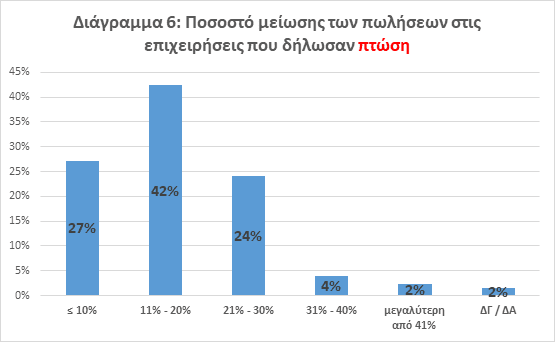 Διάγραμμα 6: Ποσοστό μείωσης των πωλήσεων στις
επιχειρήσεις που δήλωσαν πτώση
45%
40%
35%
30%
25%
20%
15%
10%
5%
0%
27%
42%
24%
4%
2%
2%
≤ 10%
11% - 20%
21% - 30%
31% - 40%
μεγαλύτερη
από 41%
ΔΓ / ΔΑ